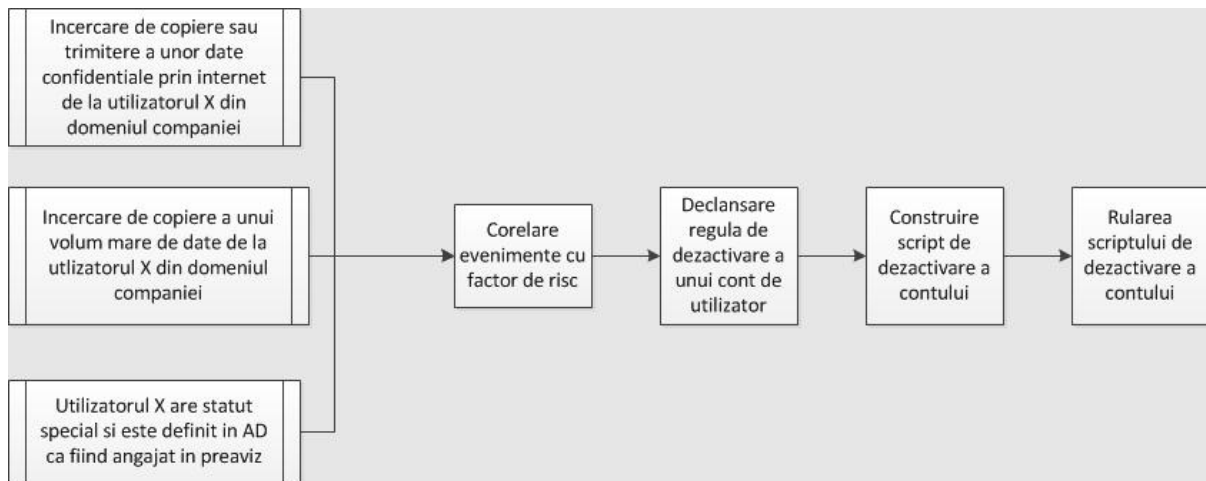 Incercare de copiere sau
trimitere a unor date
confidentiale prin internet
de la utilizatorul X din
domeniul companiei
Incercare de copiere a unui
volum mare de date de la
utlizatorul X din domeniul
companiei
Utilizatorul X are statut
special si este definit in AD
ca fiind angajat in preaviz
Corelare
evenimente cu
factor de risc
Declansare
regula de
dezactivare a
unui cont de
utilizator
Construire
script de
dezactivare a
contului
Rularea
scriptului de
dezactivare a
contului